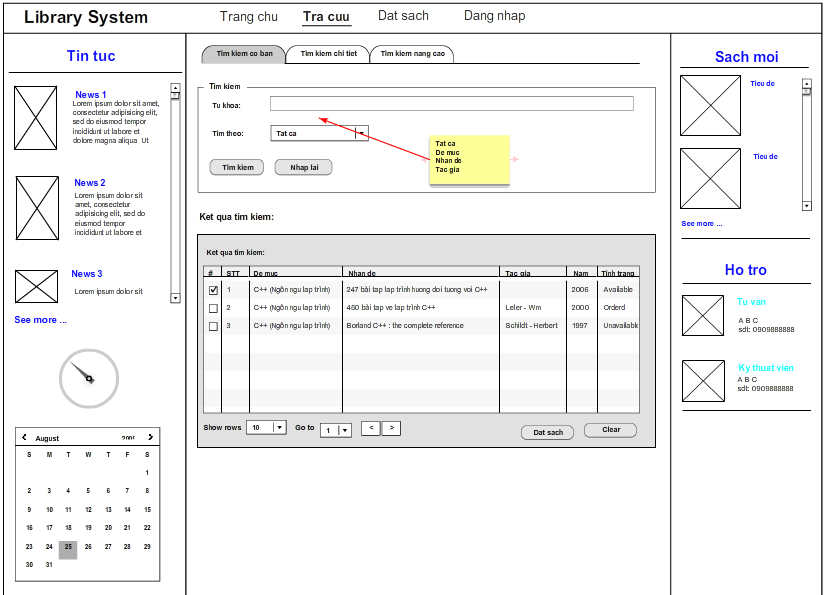 Library System
Trang chu
Tra cuu
Dat sach
Dang nhap
Tin tuc
News 1
Lorem ipsum dolor sit amet,
consectetur adipisicing elit,
sed do eiusmod tempor
incididunt ut labore et
dolore magna aliqua Ut
News 2
Lorem ipsum dolor sit
amet, consectetur
adipisicing elit, sed do
eiusmod tempor
incididunt ut labore et
News 3
Lorem ipsum dolor sit
See more ...
August
S M T W T F S
1
2 3 4 5 6 7 8
9 10 11 12 13 14 15
16 17 18 19 20 21 22
23 24 25 26 27 28 29
30 31
Tim kiem co ban
Tim kiem chi tiet
Tim kiem nang cao
Tim kiem
Tu khoa:
Tim theo:
Tat ca
Tat ca
De muc
Nhan de
Tac gia
Tim kiem
Nhap lai
Ket qua tim kiem:
Ket qua tim kiem:
# STT De muc Nhan de Tac gia Nam Tinh trang
1 C++ (Ngôn ngu lap trình) 247 bài tap lap trình huong doi tuong voi C++ 2006 Available
2 C++ (Ngôn ngu lap trình) 450 bài tap ve lap trình C++ Leler - Wm 2000 Orderd
3 C++ (Ngôn ngu lap trình) Borland C++ : the complete reference Schildt - Herbert 1997 Unavailable
Show rows 10 Go to 1 < >
Dat sach
Clear
Sach moi
Tieu de
Tieu de
See more ...
Ho tro
Tu van
A B C
sdt: 0909888888
Ky thuat vien
A B C
sdt: 0909888888